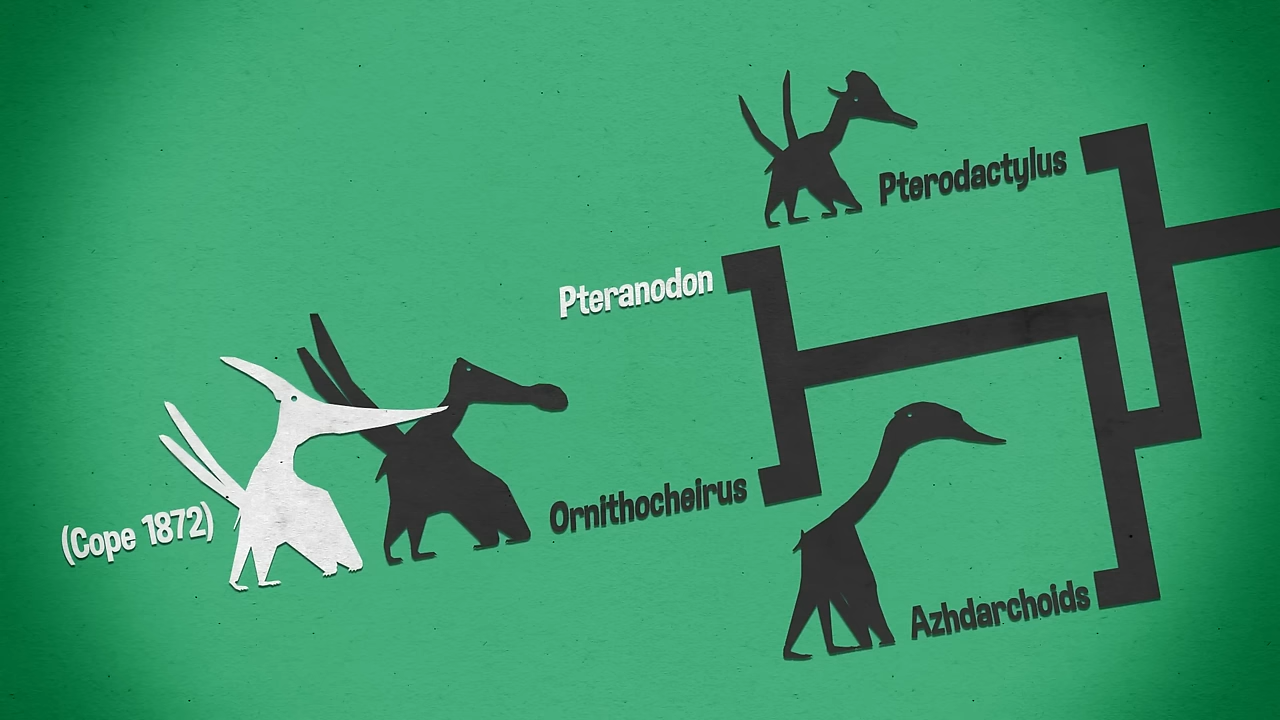 Pterodactylus
Pteranodon
Ornithocheirus
(Cope 1872)
Azhdarchoids